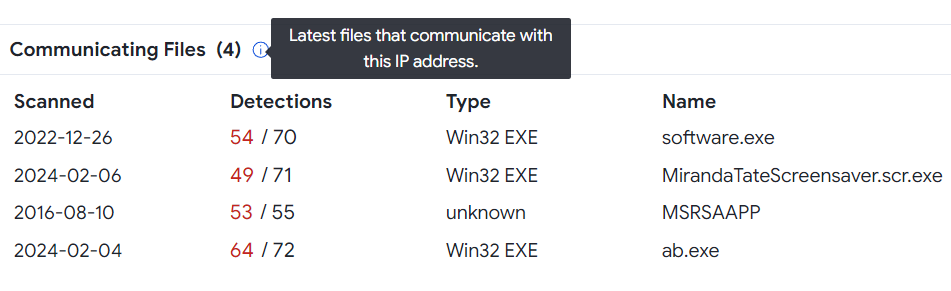 Communicating Files (4)
Latest files that communicate with
this IP address.
Scanned Detections Type Name
2022-12-26 54 / 70 Win32 EXE software.exe
2024-02-06 49 / 71 Win32 EXE MirandaTateScreensaver.scr.exe
2016-08-10 53 / 55 unknown MSRSAAPP
2024-02-04 64 / 72 Win32 EXE ab.exe